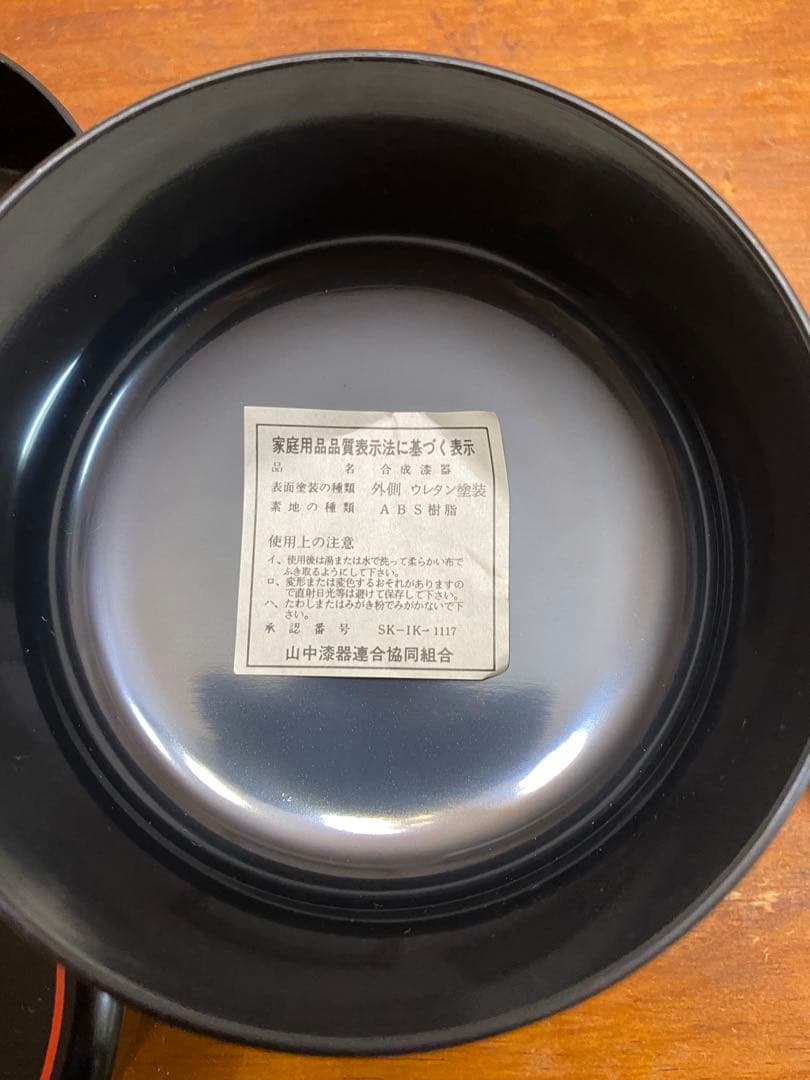 家庭用品品質表示法に基づく表示
品名 合成漆器
表面塗装の種類 外側 ウレタン塗装
素地の種類 ABS樹脂
使用上の注意
イ、使用後は湯または水で洗って柔らかい布で
ふき取るようにして下さい。
ロ、変形または変色するおそれがありますの
で直射日光等は避けて保存して下さい。
ハ、たわしまたはみがき粉でみがかないで下
さい。
承認番号 SK-IK-1117
山中漆器連合協同組合